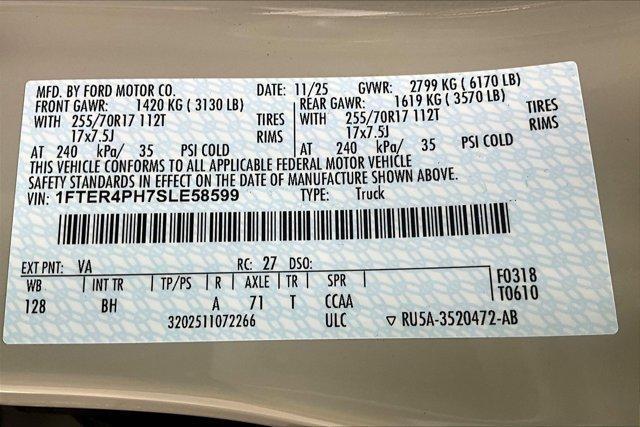 MFD. BY FORD MOTOR CO. DATE: 11/25 GVWR: 2799 KG ( 6170 LB)
FRONT GAWR: 1420 KG ( 3130 LB) REAR GAWR: 1619 KG ( 3570 LB)
WITH 255/70R17 112T TIRES WITH 255/70R17 112T TIRES
17x7.5J RIMS 17x7.5J RIMS
AT 240 kPa/ 35 PSI COLD AT 240 kPa/ 35 PSI COLD
THIS VEHICLE CONFORMS TO ALL APPLICABLE FEDERAL MOTOR VEHICLE
SAFETY STANDARDS IN EFFECT ON THE DATE OF MANUFACTURE SHOWN ABOVE.
VIN: 1FTER4PH7SLE58599 TYPE: Truck
EXT PNT: VA RC: 27 DSO:
WB INT TR TP/PS R AXLE TR SPR F0318
128 BH A 71 T CCAA T0610
3202511072266 ULC ▽ RU5A-3520472-AB